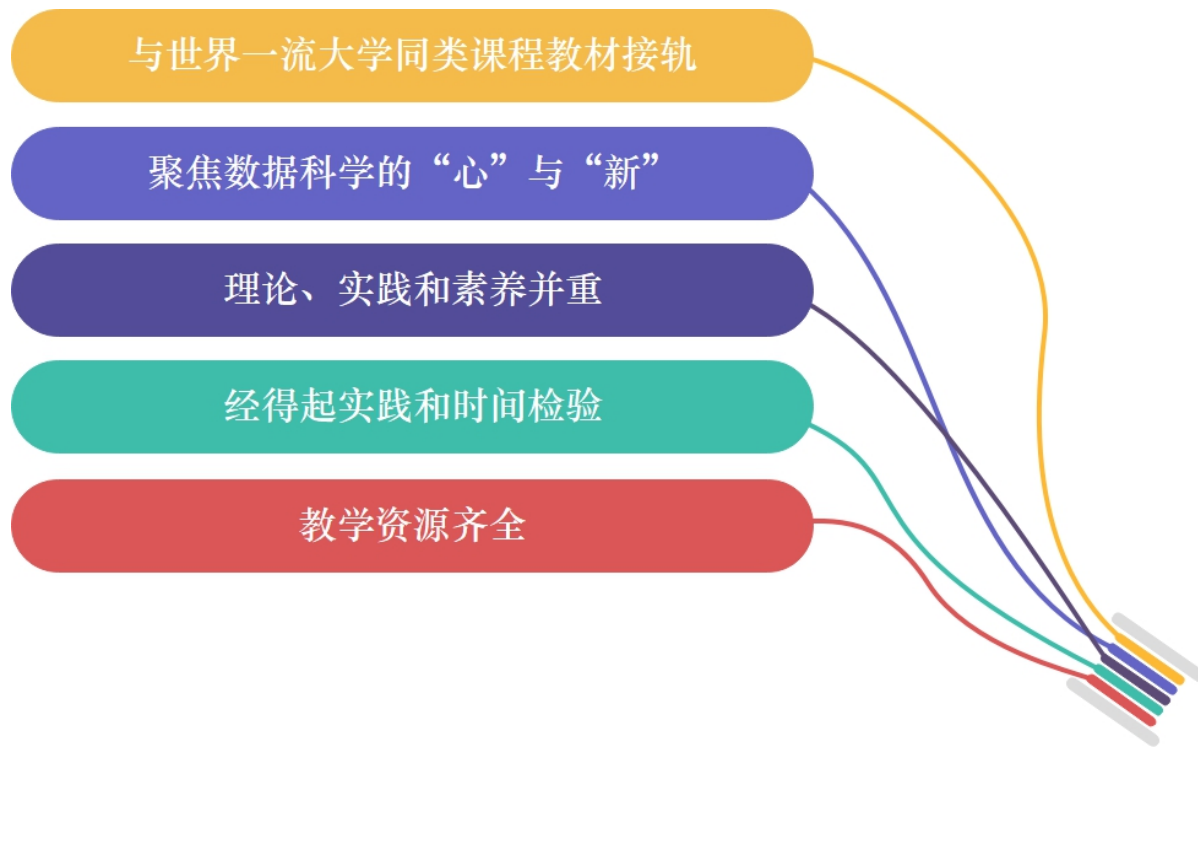 与世界一流大学同类课程教材接轨
聚焦数据科学的“心”与“新”
理论、实践和素养并重
经得起实践和时间检验
教学资源齐全